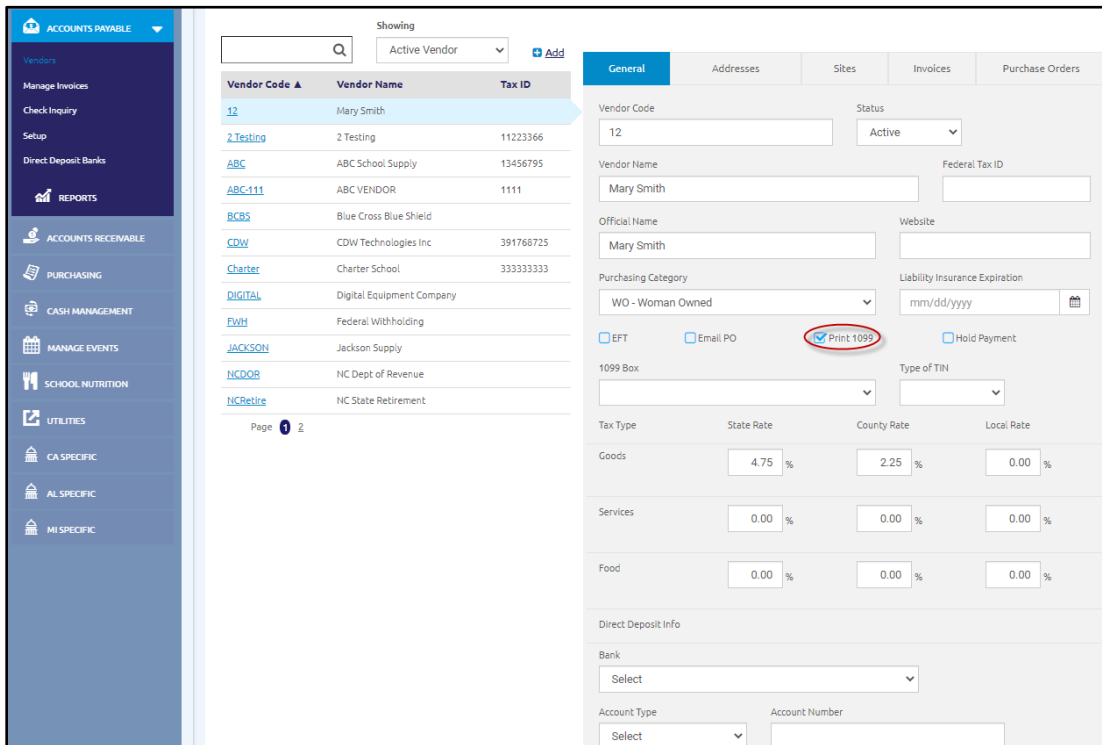 ACCOUNTS PAYABLE
Vendors
Manage Invoices
Check Inquiry
Setup
Direct Deposit Banks
REPORTS
ACCOUNTS RECEIVABLE
PURCHASING
CASH MANAGEMENT
MANAGE EVENTS
SCHOOL NUTRITION
UTILITIES
CA SPECIFIC
AL SPECIFIC
MI SPECIFIC
Showing
Active Vendor Add
Vendor Code ▲ Vendor Name Tax ID
12 Mary Smith
2 Testing 2 Testing 11223366
ABC ABC School Supply 13456795
ABC-111 ABC VENDOR 1111
BCBS Blue Cross Blue Shield
CDW CDW Technologies Inc 391768725
Charter Charter School 333333333
DIGITAL Digital Equipment Company
FWH Federal Withholding
JACKSON Jackson Supply
NCDOR NC Dept of Revenue
NCRetire NC State Retirement
Page 1 2
General Addresses Sites Invoices Purchase Orders
Vendor Code Status
12 Active
Vendor Name Federal Tax ID
Mary Smith
Official Name Website
Mary Smith
Purchasing Category Liability Insurance Expiration
WO - Woman Owned mm/dd/yyyy
EFT Email PO Print 1099 Hold Payment
1099 Box Type of TIN
Tax Type State Rate County Rate Local Rate
Goods 4.75 % 2.25 % 0.00 %
Services 0.00 % 0.00 % 0.00 %
Food 0.00 % 0.00 % 0.00 %
Direct Deposit Info
Bank
Select
Account Type Account Number
Select